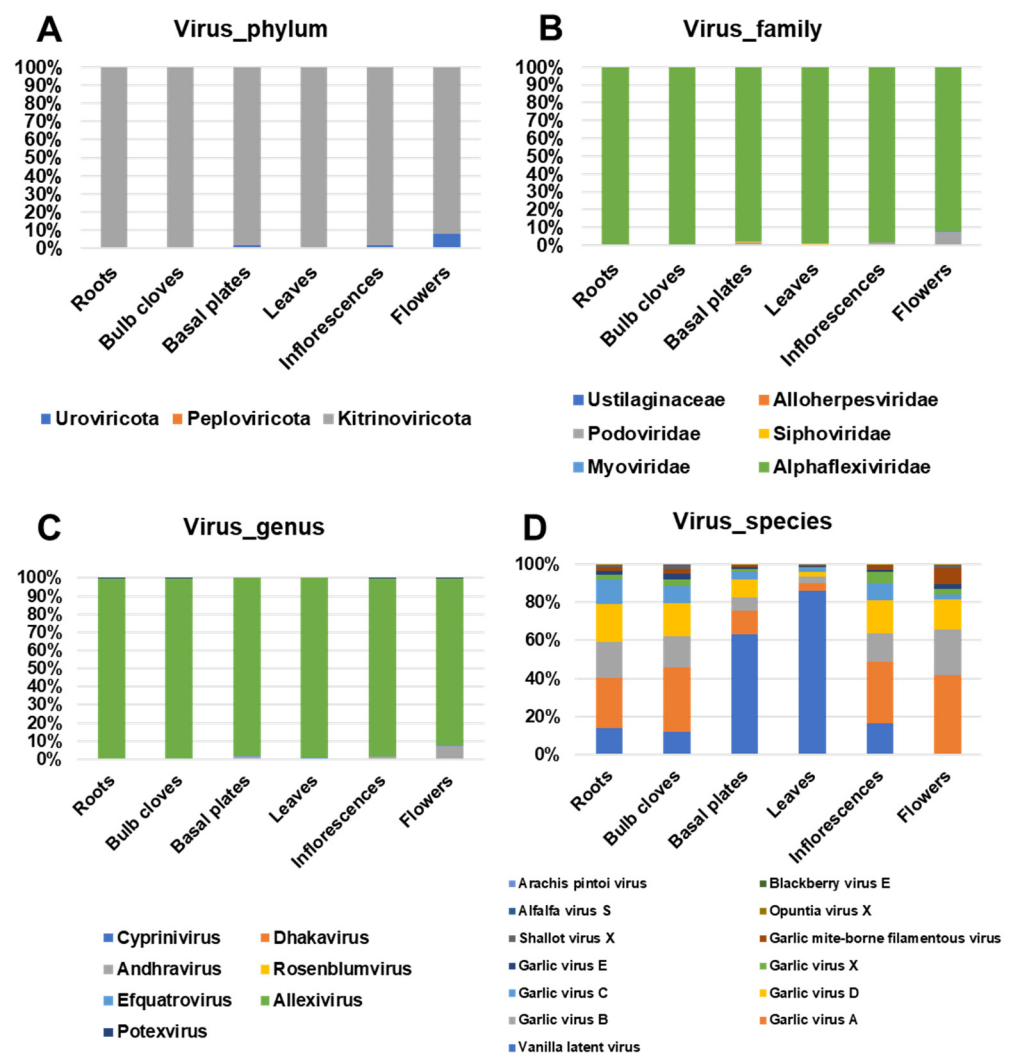 A
Virus_phylum
100%
90%
80%
70%
60%
50%
40%
30%
20%
10%
0%
Roots
Bulb cloves
Basal plates
Leaves
Inflorescences
Flowers
Uroviricota Peploviricota Kitrinoviricota
B
Virus_family
100%
90%
80%
70%
60%
50%
40%
30%
20%
10%
0%
Roots
Bulb cloves
Basal plates
Leaves
Inflorescences
Flowers
Ustilaginaceae Alloherpesviridae
Podoviridae Siphoviridae
Myoviridae Alphaflexiviridae
C
Virus_genus
100%
90%
80%
70%
60%
50%
40%
30%
20%
10%
0%
Roots
Bulb cloves
Basal plates
Leaves
Inflorescences
Flowers
Cyprinivirus Dhakavirus
Andhravirus Rosenblumvirus
Efquatrovirus Allexivirus
Potexvirus
D
Virus_species
100%
80%
60%
40%
20%
0%
Roots
Bulb cloves
Basal plates
Leaves
Inflorescences
Flowers
Arachis pintoi virus Blackberry virus E
Alfalfa virus S Opuntia virus X
Shallot virus X Garlic mite-borne filamentous virus
Garlic virus E Garlic virus X
Garlic virus C Garlic virus D
Garlic virus B Garlic virus A
Vanilla latent virus